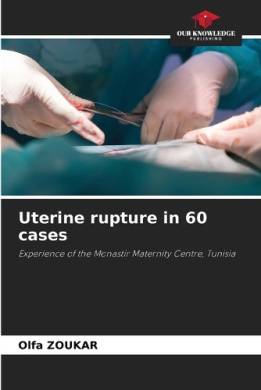 OUR KNOWLEDGE
PUBLISHING
Uterine rupture in 60
cases
Experience of the Monastir Maternity Centre, Tunisia
Olfa ZOUKAR